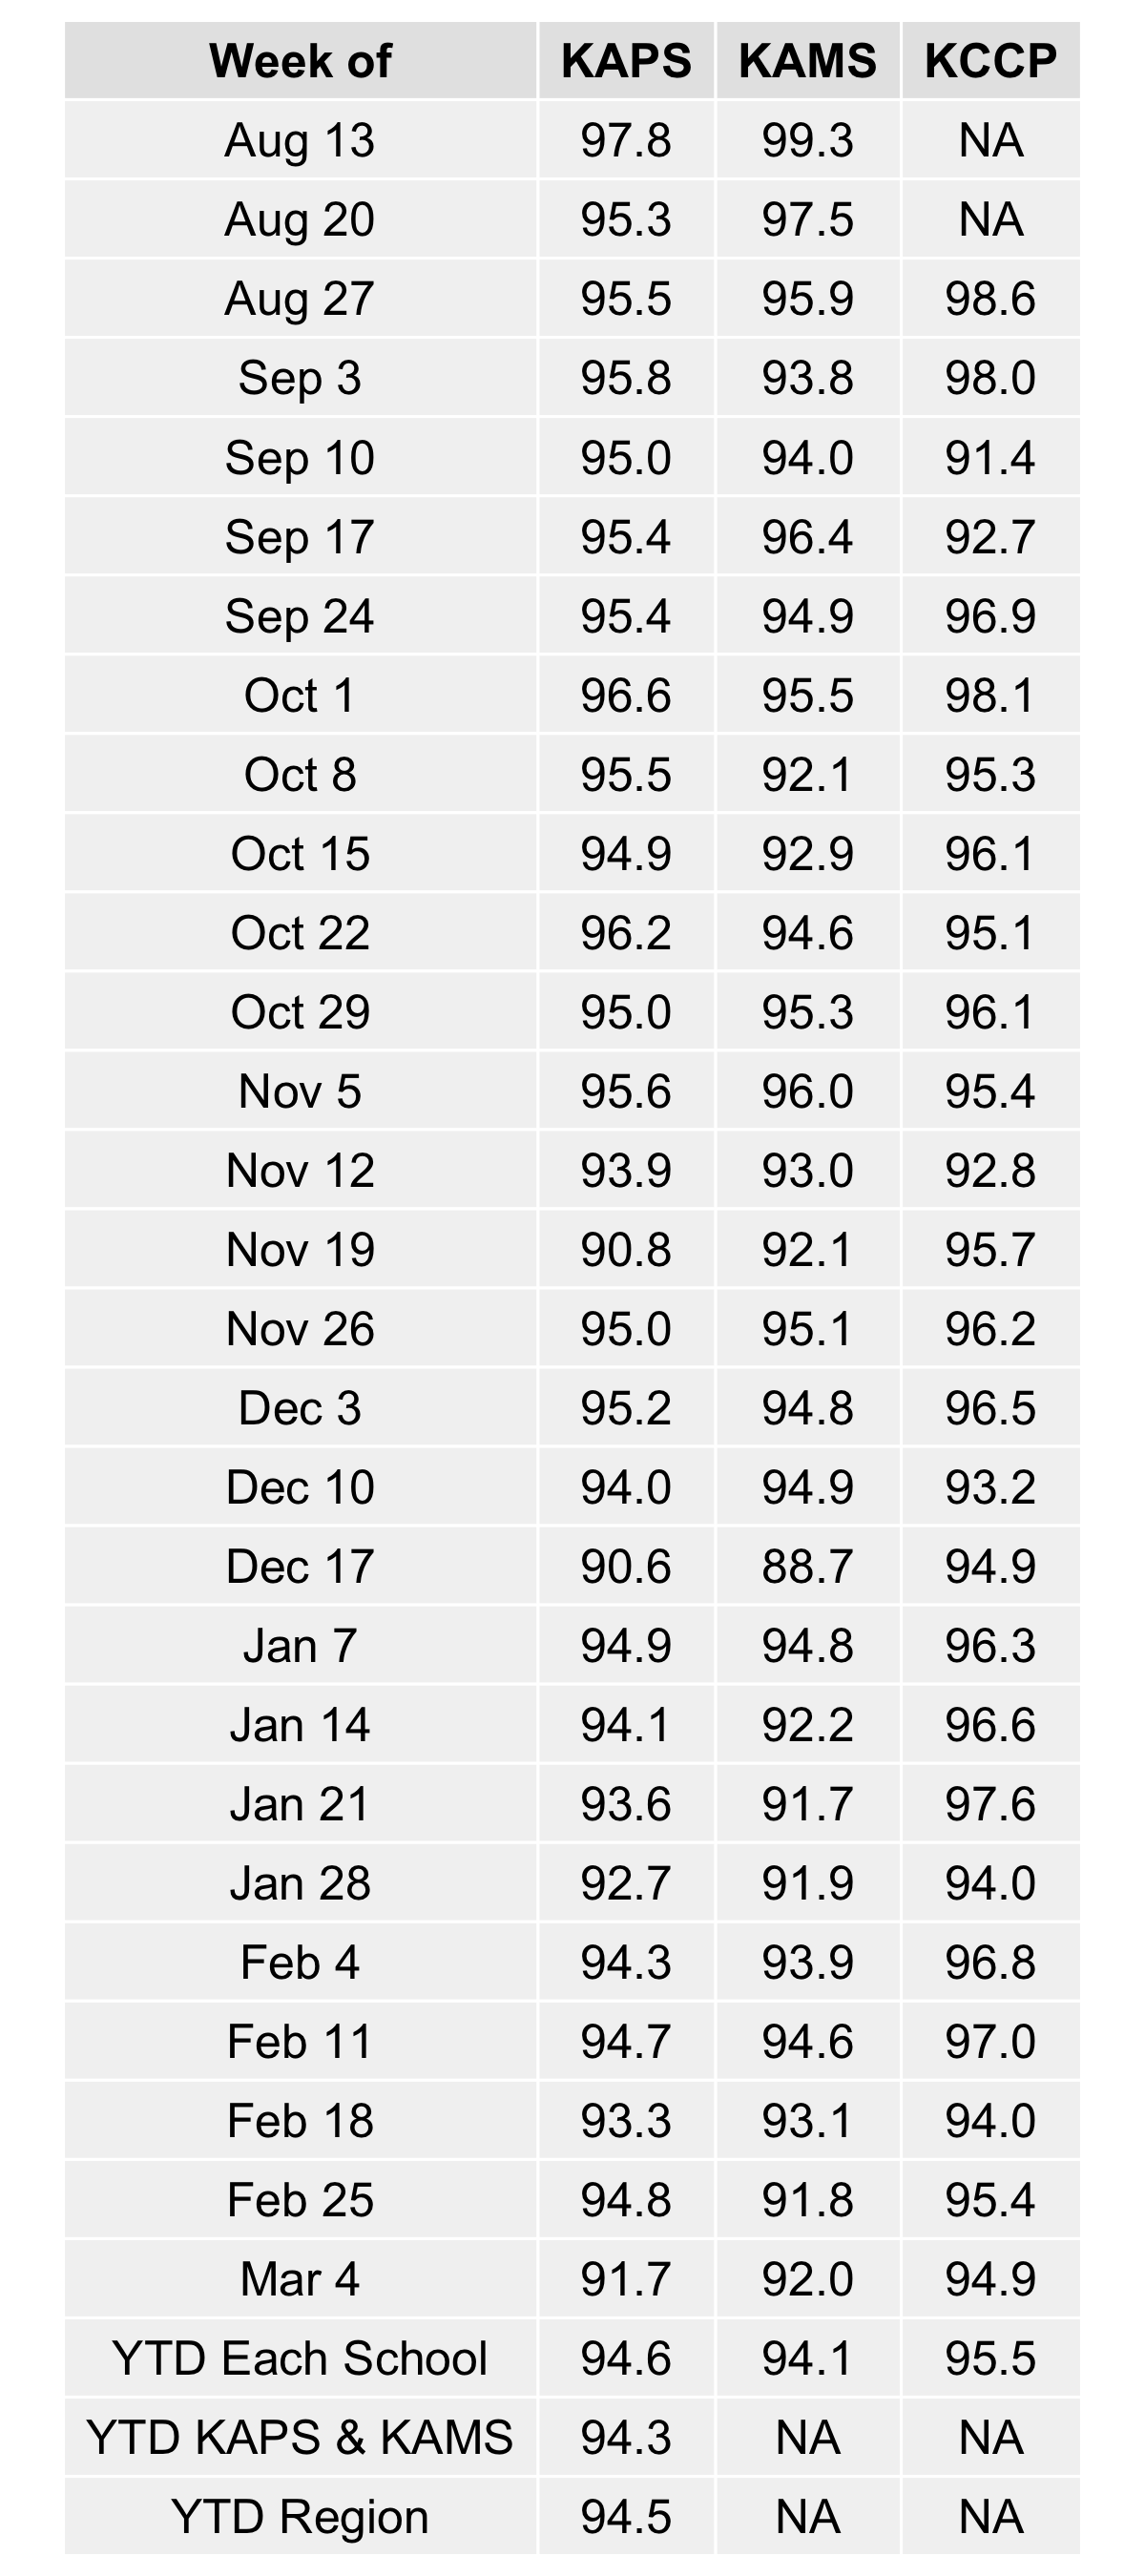 Week of KAPS KAMS KCCP
Aug 13 97.8 99.3 NA
Aug 20 95.3 97.5 NA
Aug 27 95.5 95.9 98.6
Sep 3 95.8 93.8 98.0
Sep 10 95.0 94.0 91.4
Sep 17 95.4 96.4 92.7
Sep 24 95.4 94.9 96.9
Oct 1 96.6 95.5 98.1
Oct 8 95.5 92.1 95.3
Oct 15 94.9 92.9 96.1
Oct 22 96.2 94.6 95.1
Oct 29 95.0 95.3 96.1
Nov 5 95.6 96.0 95.4
Nov 12 93.9 93.0 92.8
Nov 19 90.8 92.1 95.7
Nov 26 95.0 95.1 96.2
Dec 3 95.2 94.8 96.5
Dec 10 94.0 94.9 93.2
Dec 17 90.6 88.7 94.9
Jan 7 94.9 94.8 96.3
Jan 14 94.1 92.2 96.6
Jan 21 93.6 91.7 97.6
Jan 28 92.7 91.9 94.0
Feb 4 94.3 93.9 96.8
Feb 11 94.7 94.6 97.0
Feb 18 93.3 93.1 94.0
Feb 25 94.8 91.8 95.4
Mar 4 91.7 92.0 94.9
YTD Each School 94.6 94.1 95.5
YTD KAPS & KAMS 94.3 NA NA
YTD Region 94.5 NA NA